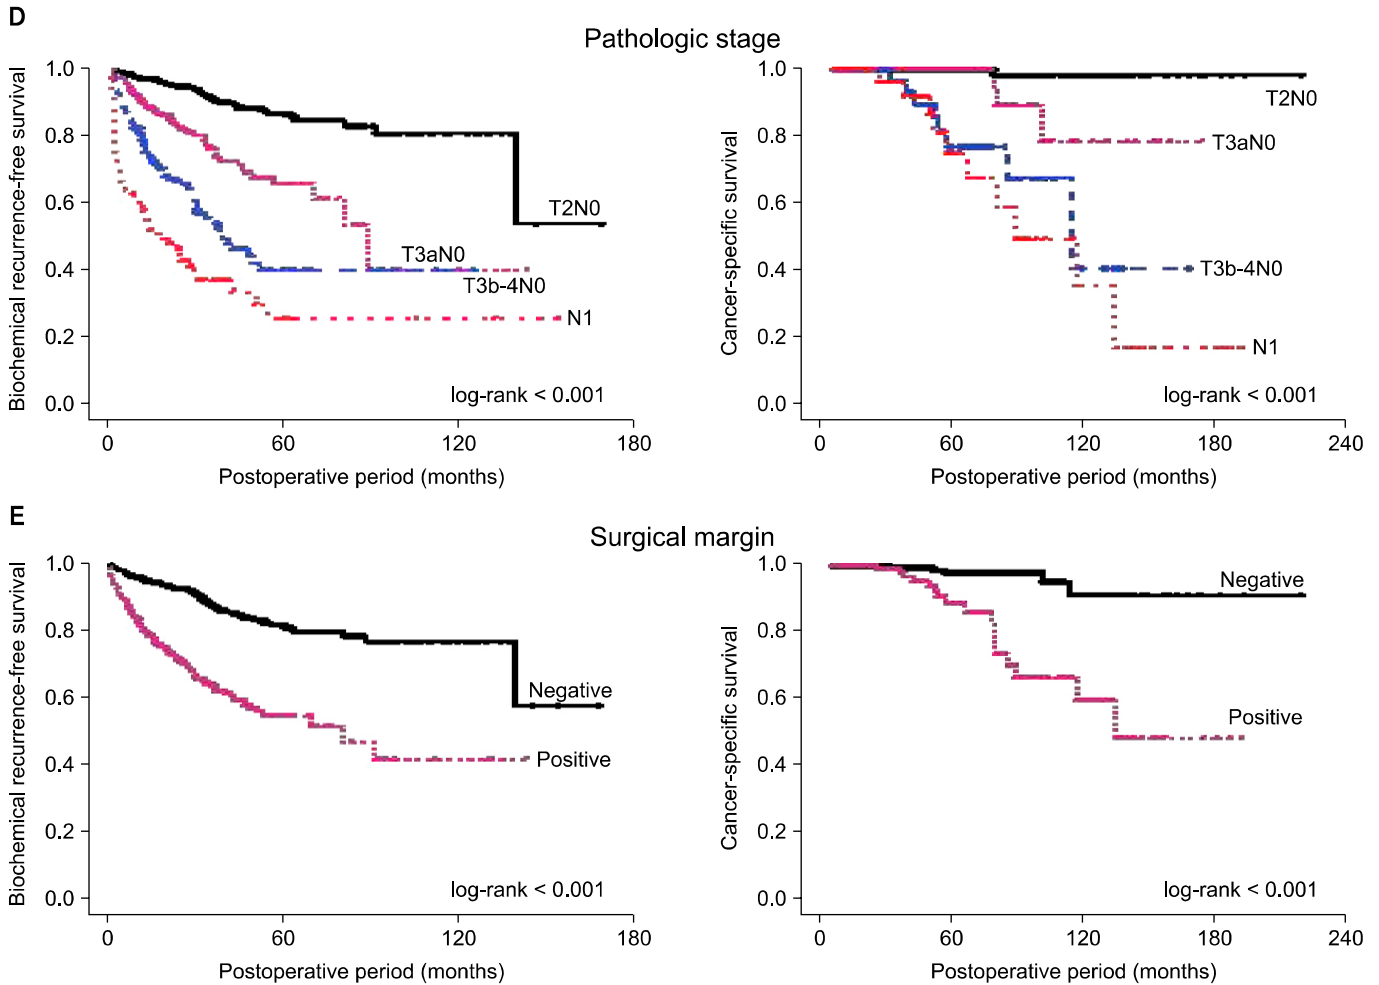 D
Pathologic stage
Biochemical recurrence-free survival
1.0
0.8
0.6
0.4
0.2
0.0
T2N0
T3aN0
T3b-4N0
N1
log-rank < 0.001
0 60 120 180
Postoperative period (months)
Cancer-specific survival
1.0
0.8
0.6
0.4
0.2
0.0
T2N0
T3aN0
T3b-4N0
N1
log-rank < 0.001
0 60 120 180 240
Postoperative period (months)
E
Surgical margin
Biochemical recurrence-free survival
1.0
0.8
0.6
0.4
0.2
0.0
Negative
Positive
log-rank < 0.001
0 60 120 180
Postoperative period (months)
Cancer-specific survival
1.0
0.8
0.6
0.4
0.2
0.0
Negative
Positive
log-rank < 0.001
0 60 120 180 240
Postoperative period (months)